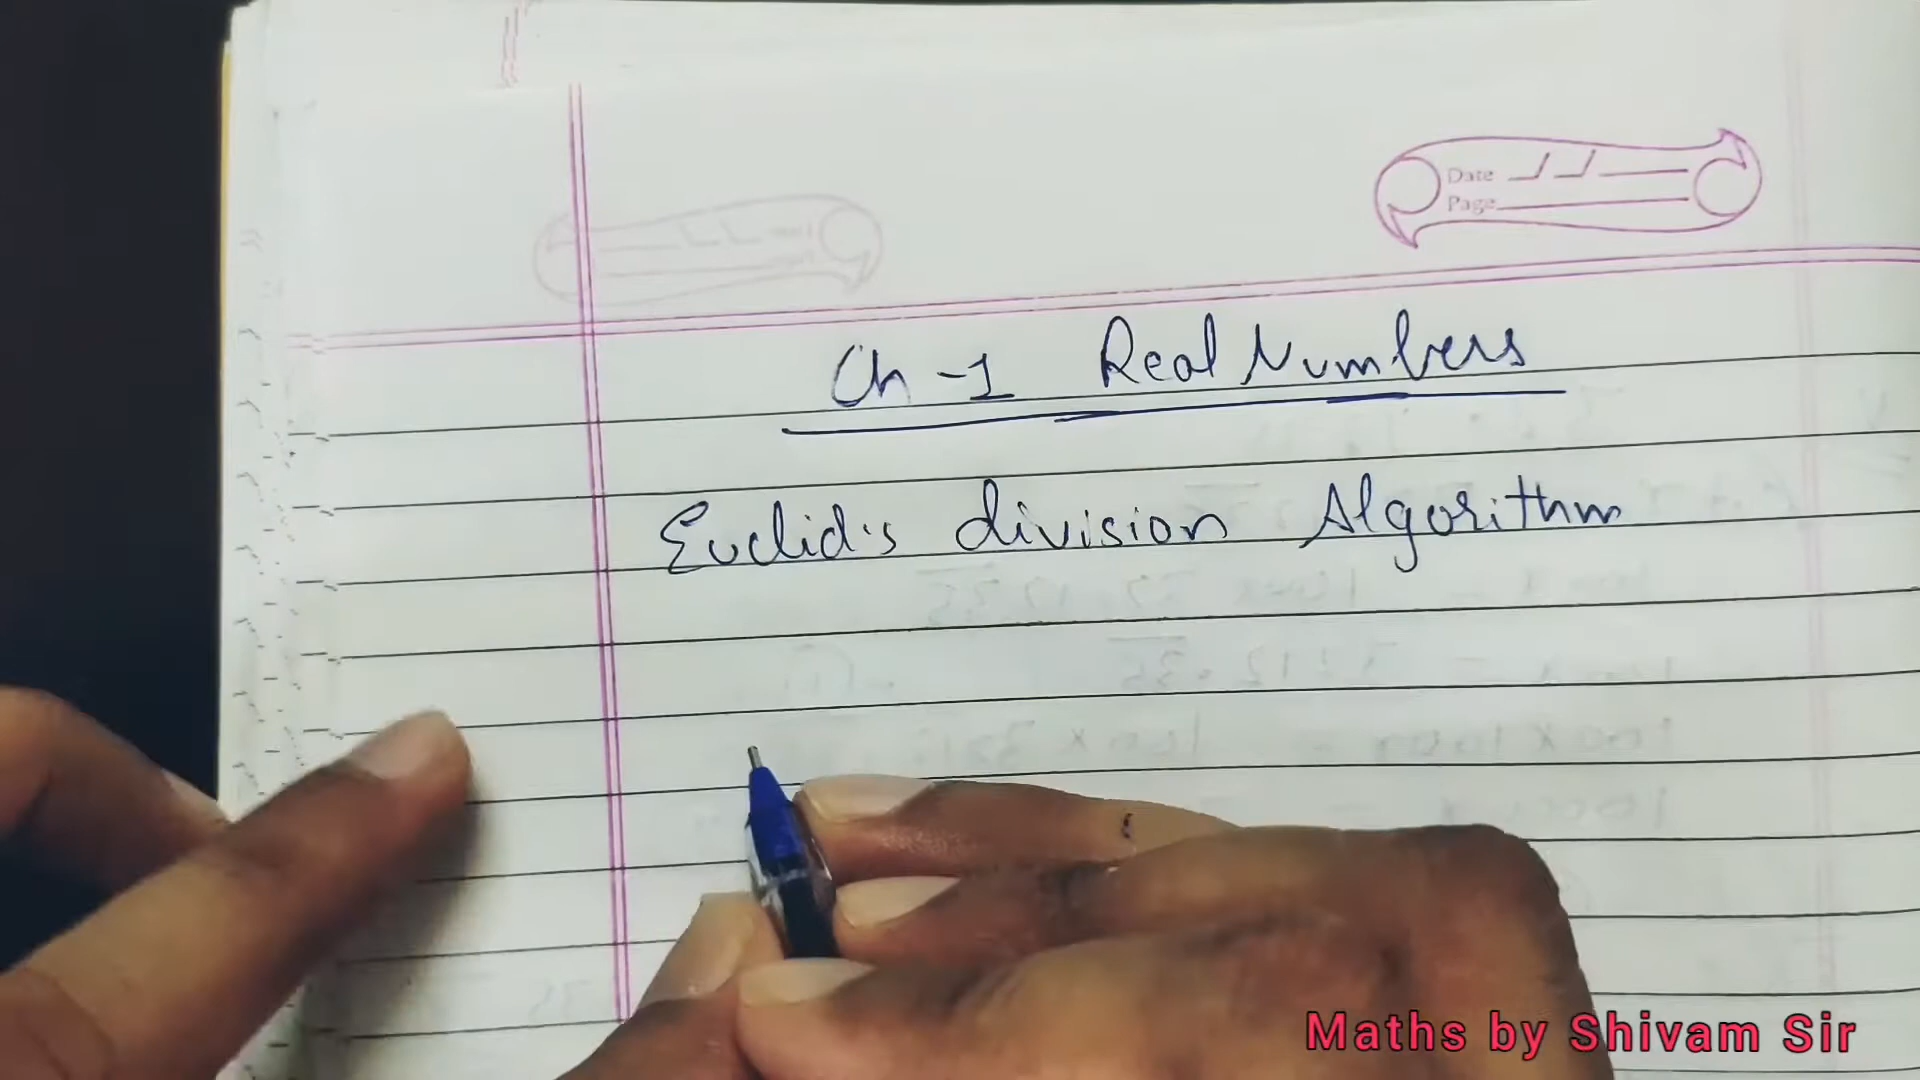 Date
Page
Ch-1 Real Numbers
Euclid's division Algorithm
Maths by Shivam Sir